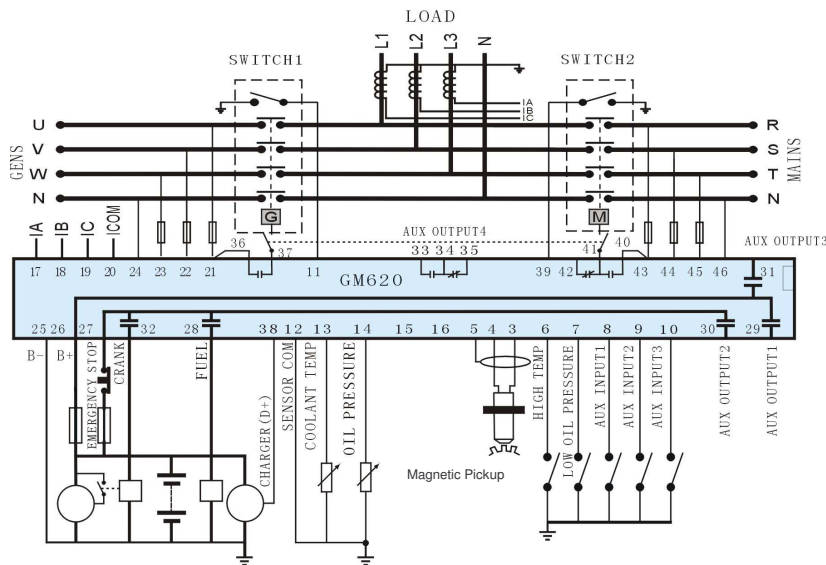 LOAD
L1 L2 L3 N
SWITCH1 SWITCH2
IA
IB
IC
U R
V S
W T
N N
GENS MAINS
G M
IA IB IC ICOM
36 37 AUX OUTPUT4 33 34 35 41 40 AUX OUTPUT3
17 18 19 20 24 23 22 21 11 39 42 43 44 45 46 31
GM620
25 26 27 32 28 38 12 13 14 15 16 5 4 3 6 7 8 9 10 30 29
B- B+ EMERGENCY STOP CRANK FUEL CHARGER(D+) SENSOR COM COOLANT TEMP OIL PRESSURE HIGH TEMP LOW OIL PRESSURE AUX INPUT1 AUX INPUT2 AUX INPUT3 AUX OUTPUT2 AUX OUTPUT1
Magnetic Pickup